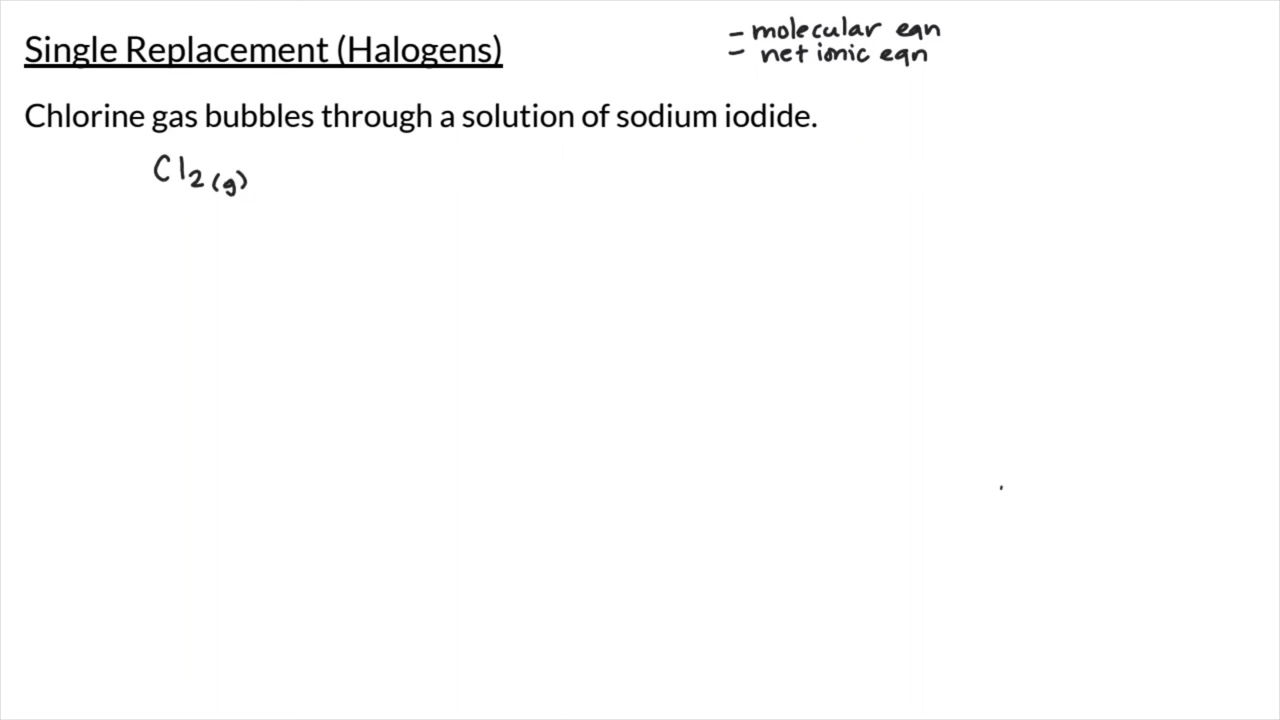 Single Replacement (Halogens)
- molecular eqn
- net ionic eqn
Chlorine gas bubbles through a solution of sodium iodide.
Cl2(g)